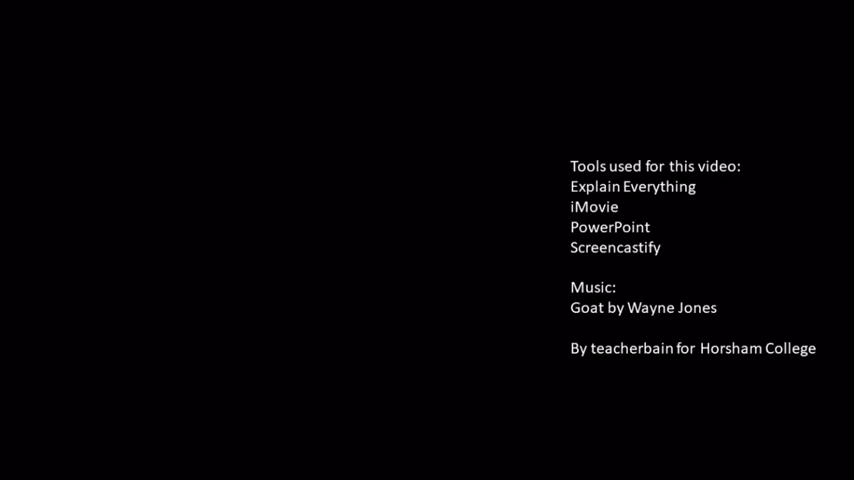 Tools used for this video:
Explain Everything
iMovie
PowerPoint
Screencastify
Music:
Goat by Wayne Jones
By teacherbain for Horsham College